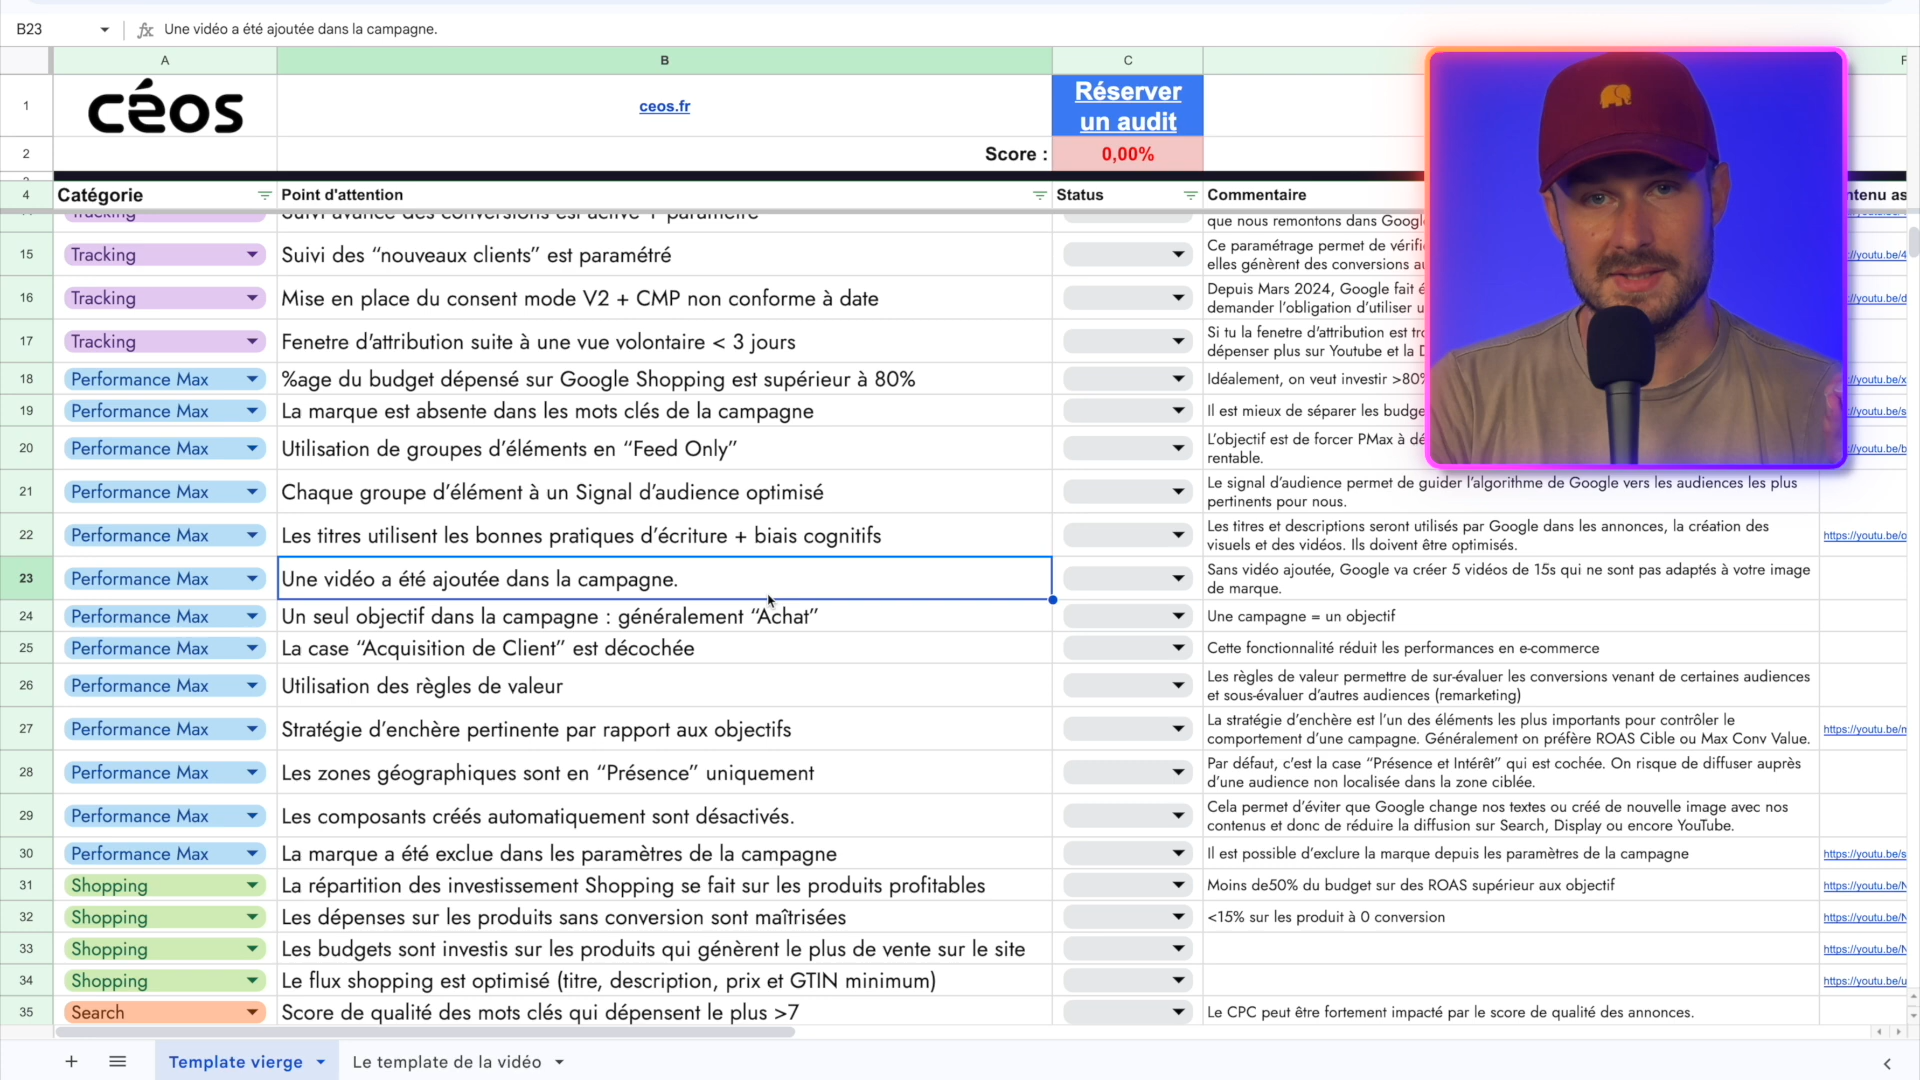 B23
fx
Une vidéo a été ajoutée dans la campagne.
A
B
C
1
céos
ceos.fr
Réserver
un audit
2
Score :
0,00%
4
Catégorie
Point d'attention
Status
Commentaire
Tracking
que nous remontons dans
15
Tracking
Suivi des “nouveaux clients” est paramétré
Ce paramétrage permet de
elles génèrent des conversions
16
Tracking
Mise en place du consent mode V2 + CMP non conforme à date
Depuis Mars 2024, Google fait
demander l’obligation d’utiliser
17
Tracking
Fenetre d'attribution suite à une vue volontaire < 3 jours
Si tu la fenetre d'attribution est
dépenser plus sur Youtube et la
18
Performance Max
%age du budget dépensé sur Google Shopping est supérieur à 80%
Idéalement, on veut investir
19
Performance Max
La marque est absente dans les mots clés de la campagne
Il est mieux de séparer les
20
Performance Max
Utilisation de groupes d’éléments en “Feed Only”
L’objectif est de forcer PMax à
rentable.
21
Performance Max
Chaque groupe d’élément à un Signal d’audience optimisé
Le signal d’audience permet de guider l’algorithme de Google vers les audiences les plus
pertinents pour nous.
22
Performance Max
Les titres utilisent les bonnes pratiques d’écriture + biais cognitifs
Les titres et descriptions seront utilisés par Google dans les annonces, la création des
visuels et des vidéos. Ils doivent être optimisés.
23
Performance Max
Une vidéo a été ajoutée dans la campagne.
Sans vidéo ajoutée, Google va créer 5 vidéos de 15s qui ne sont pas adaptés à votre image
de marque.
24
Performance Max
Un seul objectif dans la campagne : généralement “Achat”
Une campagne = un objectif
25
Performance Max
La case “Acquisition de Client” est décochée
Cette fonctionnalité réduit les performances en e-commerce
26
Performance Max
Utilisation des règles de valeur
Les règles de valeur permettre de sur-évaluer les conversions venant de certaines audiences
et sous-évaluer d’autres audiences (remarketing)
27
Performance Max
Stratégie d’enchère pertinente par rapport aux objectifs
La stratégie d’enchère est l’un des éléments les plus importants pour contrôler le
comportement d’une campagne. Généralement on préfère ROAS Cible ou Max Conv Value.
28
Performance Max
Les zones géographiques sont en “Présence” uniquement
Par défaut, c'est la case “Présence et Intérêt” qui est cochée. On risque de diffuser auprès
d’une audience non localisée dans la zone ciblée.
29
Performance Max
Les composants créés automatiquement sont désactivés.
Cela permet d’éviter que Google change nos textes ou créé de nouvelle image avec nos
contenus et donc de réduire la diffusion sur Search, Display ou encore YouTube.
30
Performance Max
La marque a été exclue dans les paramètres de la campagne
Il est possible d’exclure la marque depuis les paramètres de la campagne
31
Shopping
La répartition des investissement Shopping se fait sur les produits profitables
Moins de50% du budget sur des ROAS supérieur aux objectif
32
Shopping
Les dépenses sur les produits sans conversion sont maîtrisées
<15% sur les produit à 0 conversion
33
Shopping
Les budgets sont investis sur les produits qui génèrent le plus de vente sur le site
34
Shopping
Le flux shopping est optimisé (titre, description, prix et GTIN minimum)
35
Search
Score de qualité des mots clés qui dépensent le plus >7
Le CPC peut être fortement impacté par le score de qualité des annonces.
Template vierge
Le template de la vidéo